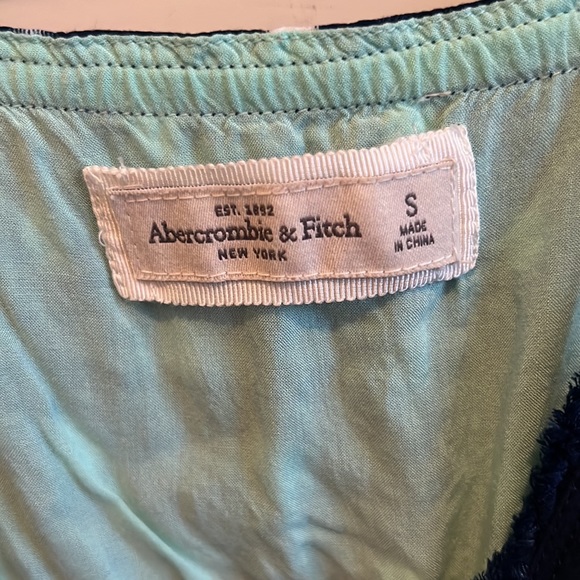 EST. 1892
Abercrombie & Fitch
NEW YORK
S
MADE
IN CHINA